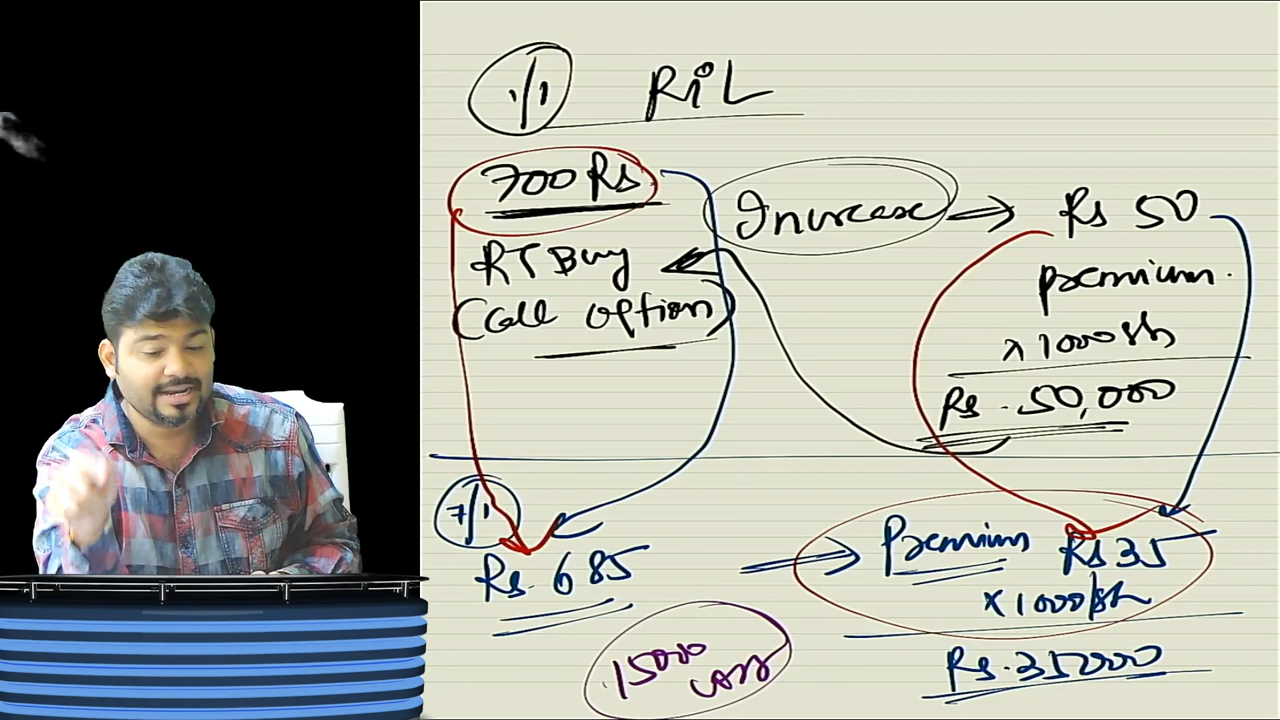 1/1 RiL
700 Rs. Increase ⇒ Rs 50
RT Buy
(Call option)
premium.
x 1000 sh
Rs. 50,000
7/1
Rs. 685 ⇒ Premium Rs 35
x 1000/sh
Rs. 35000
15000
Loss